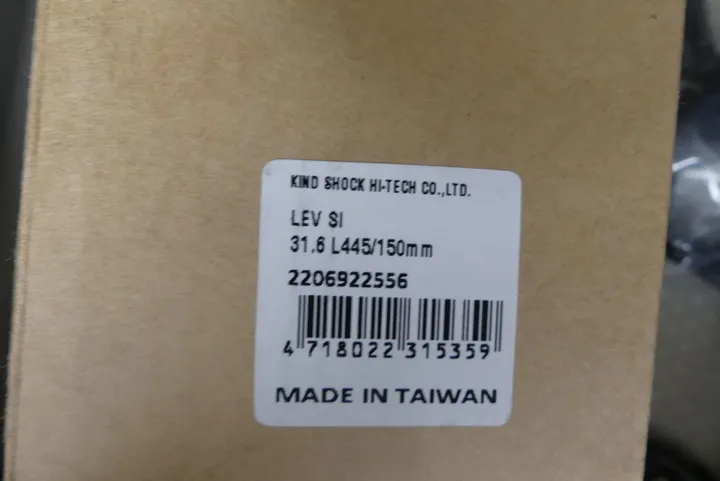 KIND SHOCK HI-TECH CO.,LTD.
LEV SI
31.6 L445/150mm
2206922556
4 718022 315359
MADE IN TAIWAN